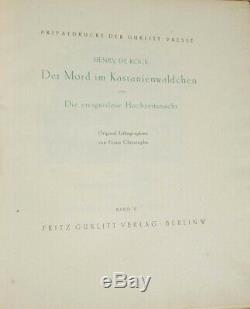 PRIVATDRUCKE DER GURLITT-PRESSE
HENRY DE KOCK
Der Mord im Kastanienwäldchen
oder
Die ereignislose Hochzeitsnacht
Original Lithographien
von Franz Christophe
BAND V
FRITZ GURLITT VERLAG · BERLIN W